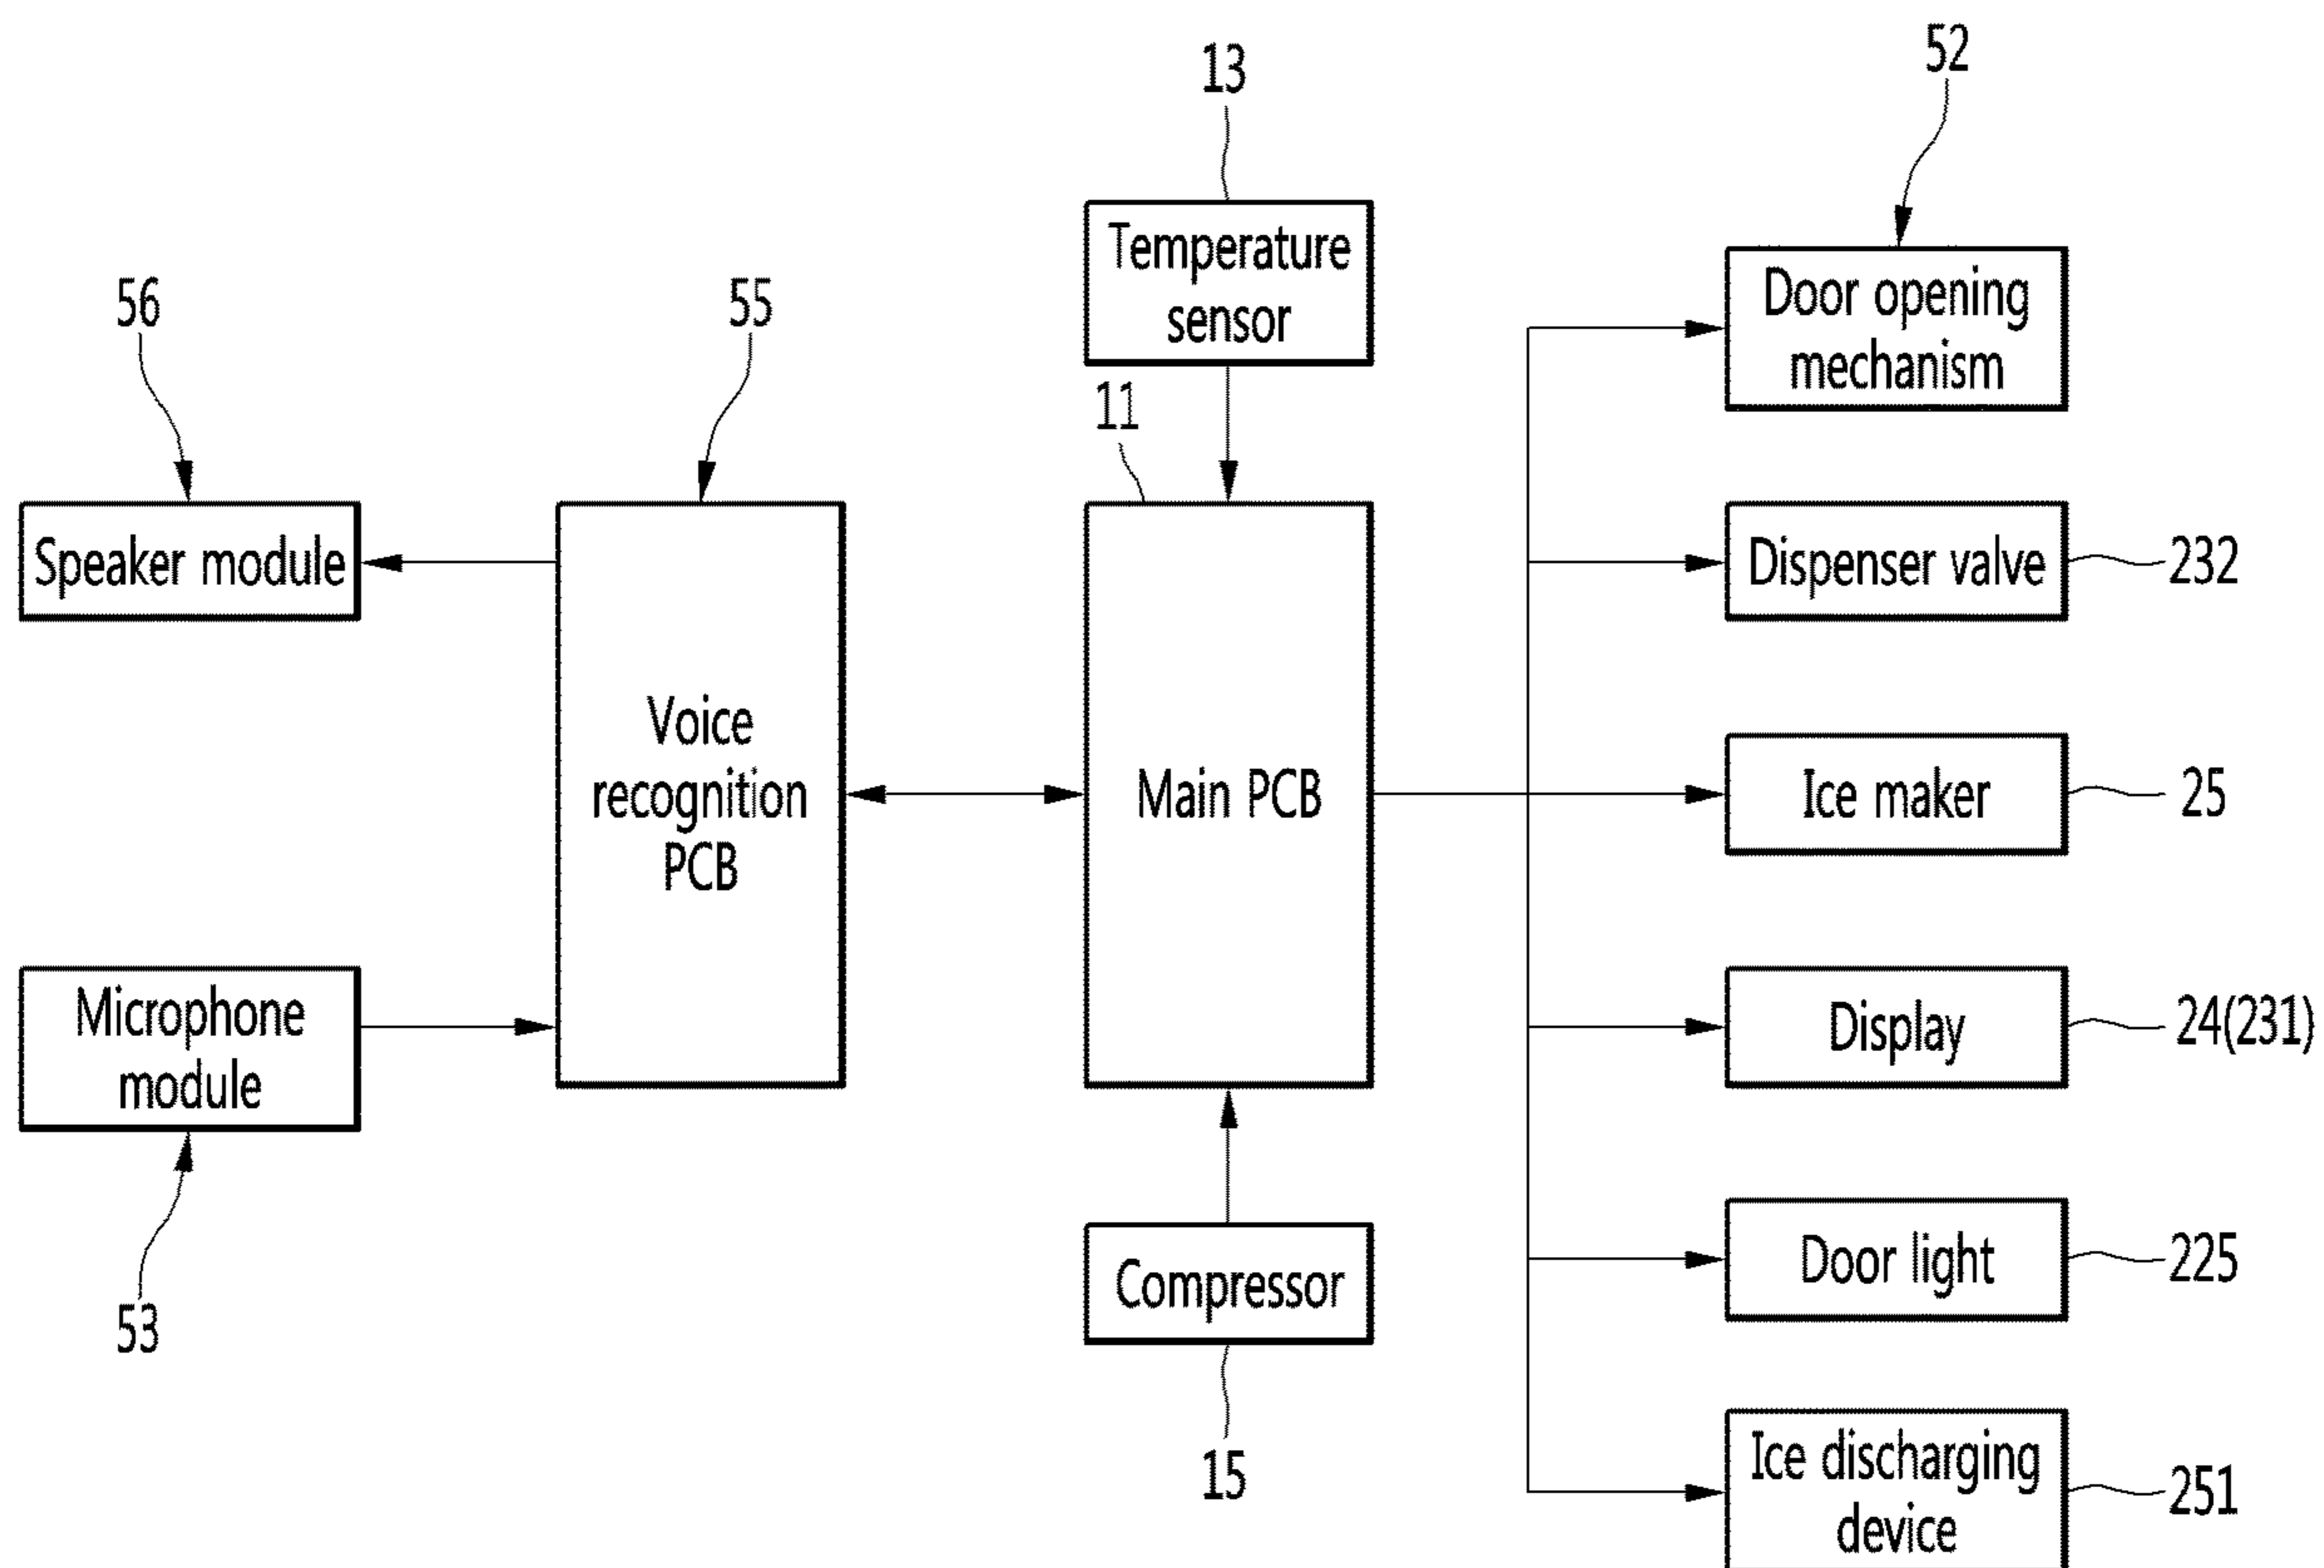 52
13
Temperature
sensor
Door opening
mechanism
56
55
11
Speaker module
Dispenser valve
232
Voice
recognition
PCB
Main PCB
Ice maker
25
Microphone
module
Display
24(231)
Compressor
Door light
225
53
15
Ice discharging
device
251